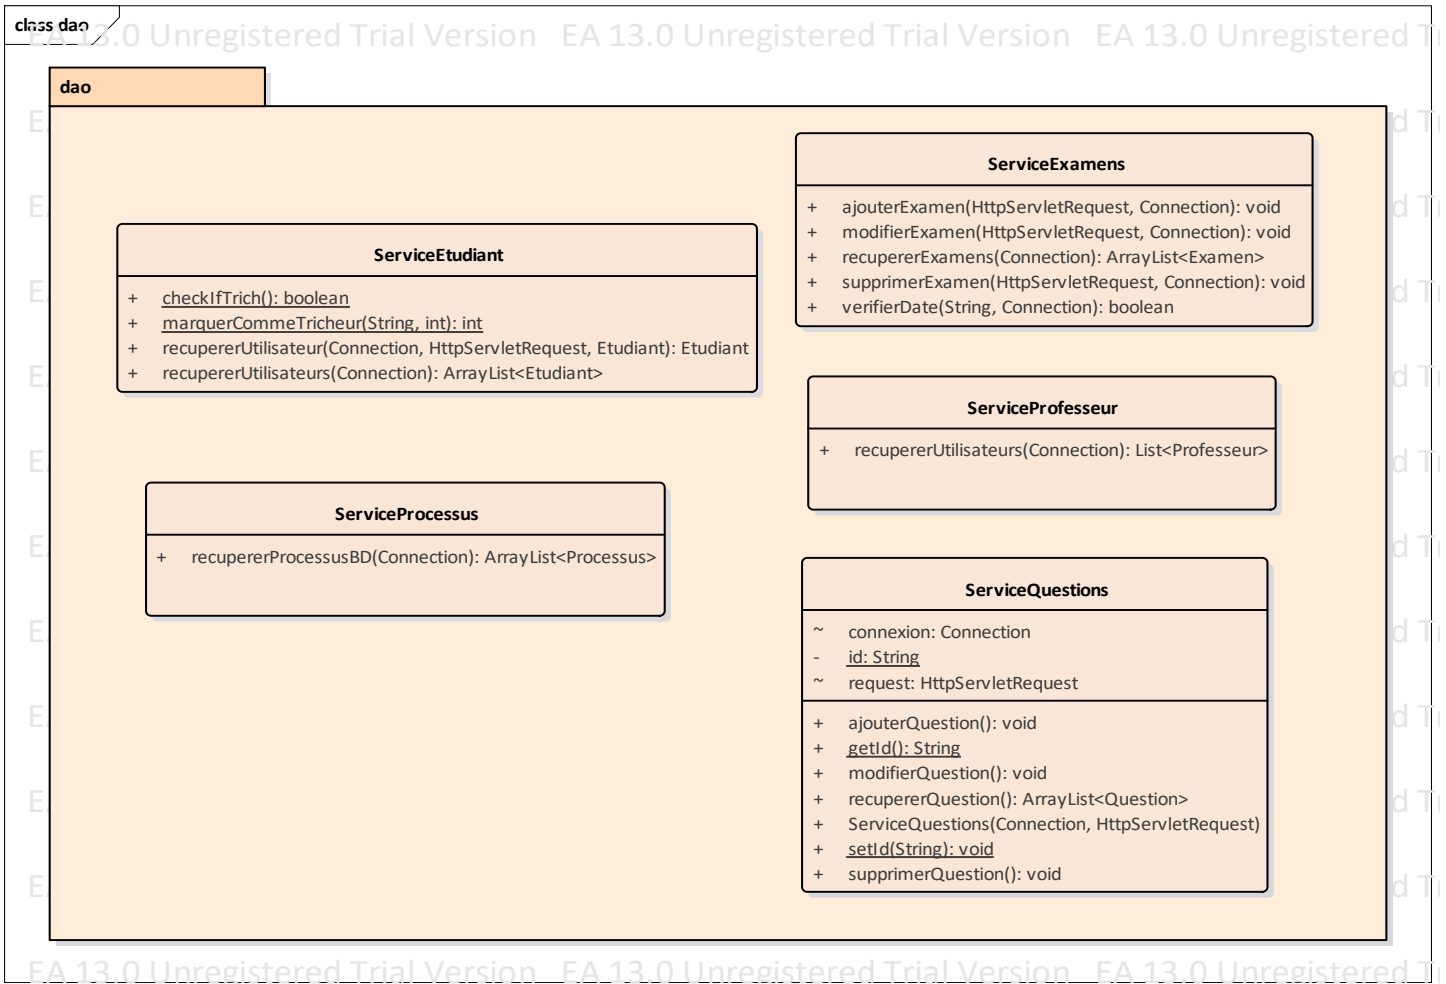 class dao
EA 13.0 Unregistered Trial Version EA 13.0 Unregistered Trial Version EA 13.0 Unregistered
dao
ServiceEtudiant
+ checkIfTrich(): boolean
+ marquerCommeTricheur(String, int): int
+ recupererUtilisateur(Connection, HttpServletRequest, Etudiant): Etudiant
+ recupererUtilisateurs(Connection): ArrayList<Etudiant>
ServiceProcessus
+ recupererProcessusBD(Connection): ArrayList<Processus>
ServiceExamens
+ ajouterExamen(HttpServletRequest, Connection): void
+ modifierExamen(HttpServletRequest, Connection): void
+ recupererExamens(Connection): ArrayList<Examen>
+ supprimerExamen(HttpServletRequest, Connection): void
+ verifierDate(String, Connection): boolean
ServiceProfesseur
+ recupererUtilisateurs(Connection): List<Professeur>
ServiceQuestions
~ connexion: Connection
- id: String
~ request: HttpServletRequest
+ ajouterQuestion(): void
+ getId(): String
+ modifierQuestion(): void
+ recupererQuestion(): ArrayList<Question>
+ ServiceQuestions(Connection, HttpServletRequest)
+ setId(String): void
+ supprimerQuestion(): void
EA 13.0 Unregistered Trial Version EA 13.0 Unregistered Trial Version EA 13.0 Unregistered